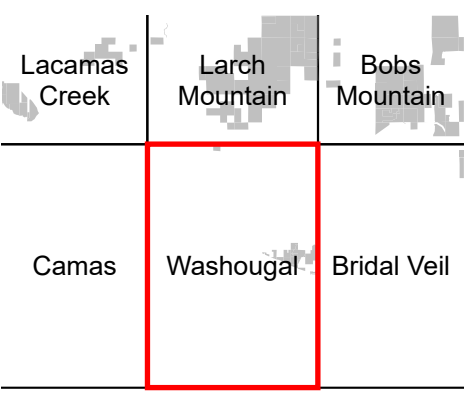 Lacamas
Creek
Larch
Mountain
Bobs
Mountain
Camas
Washougal
Bridal Veil